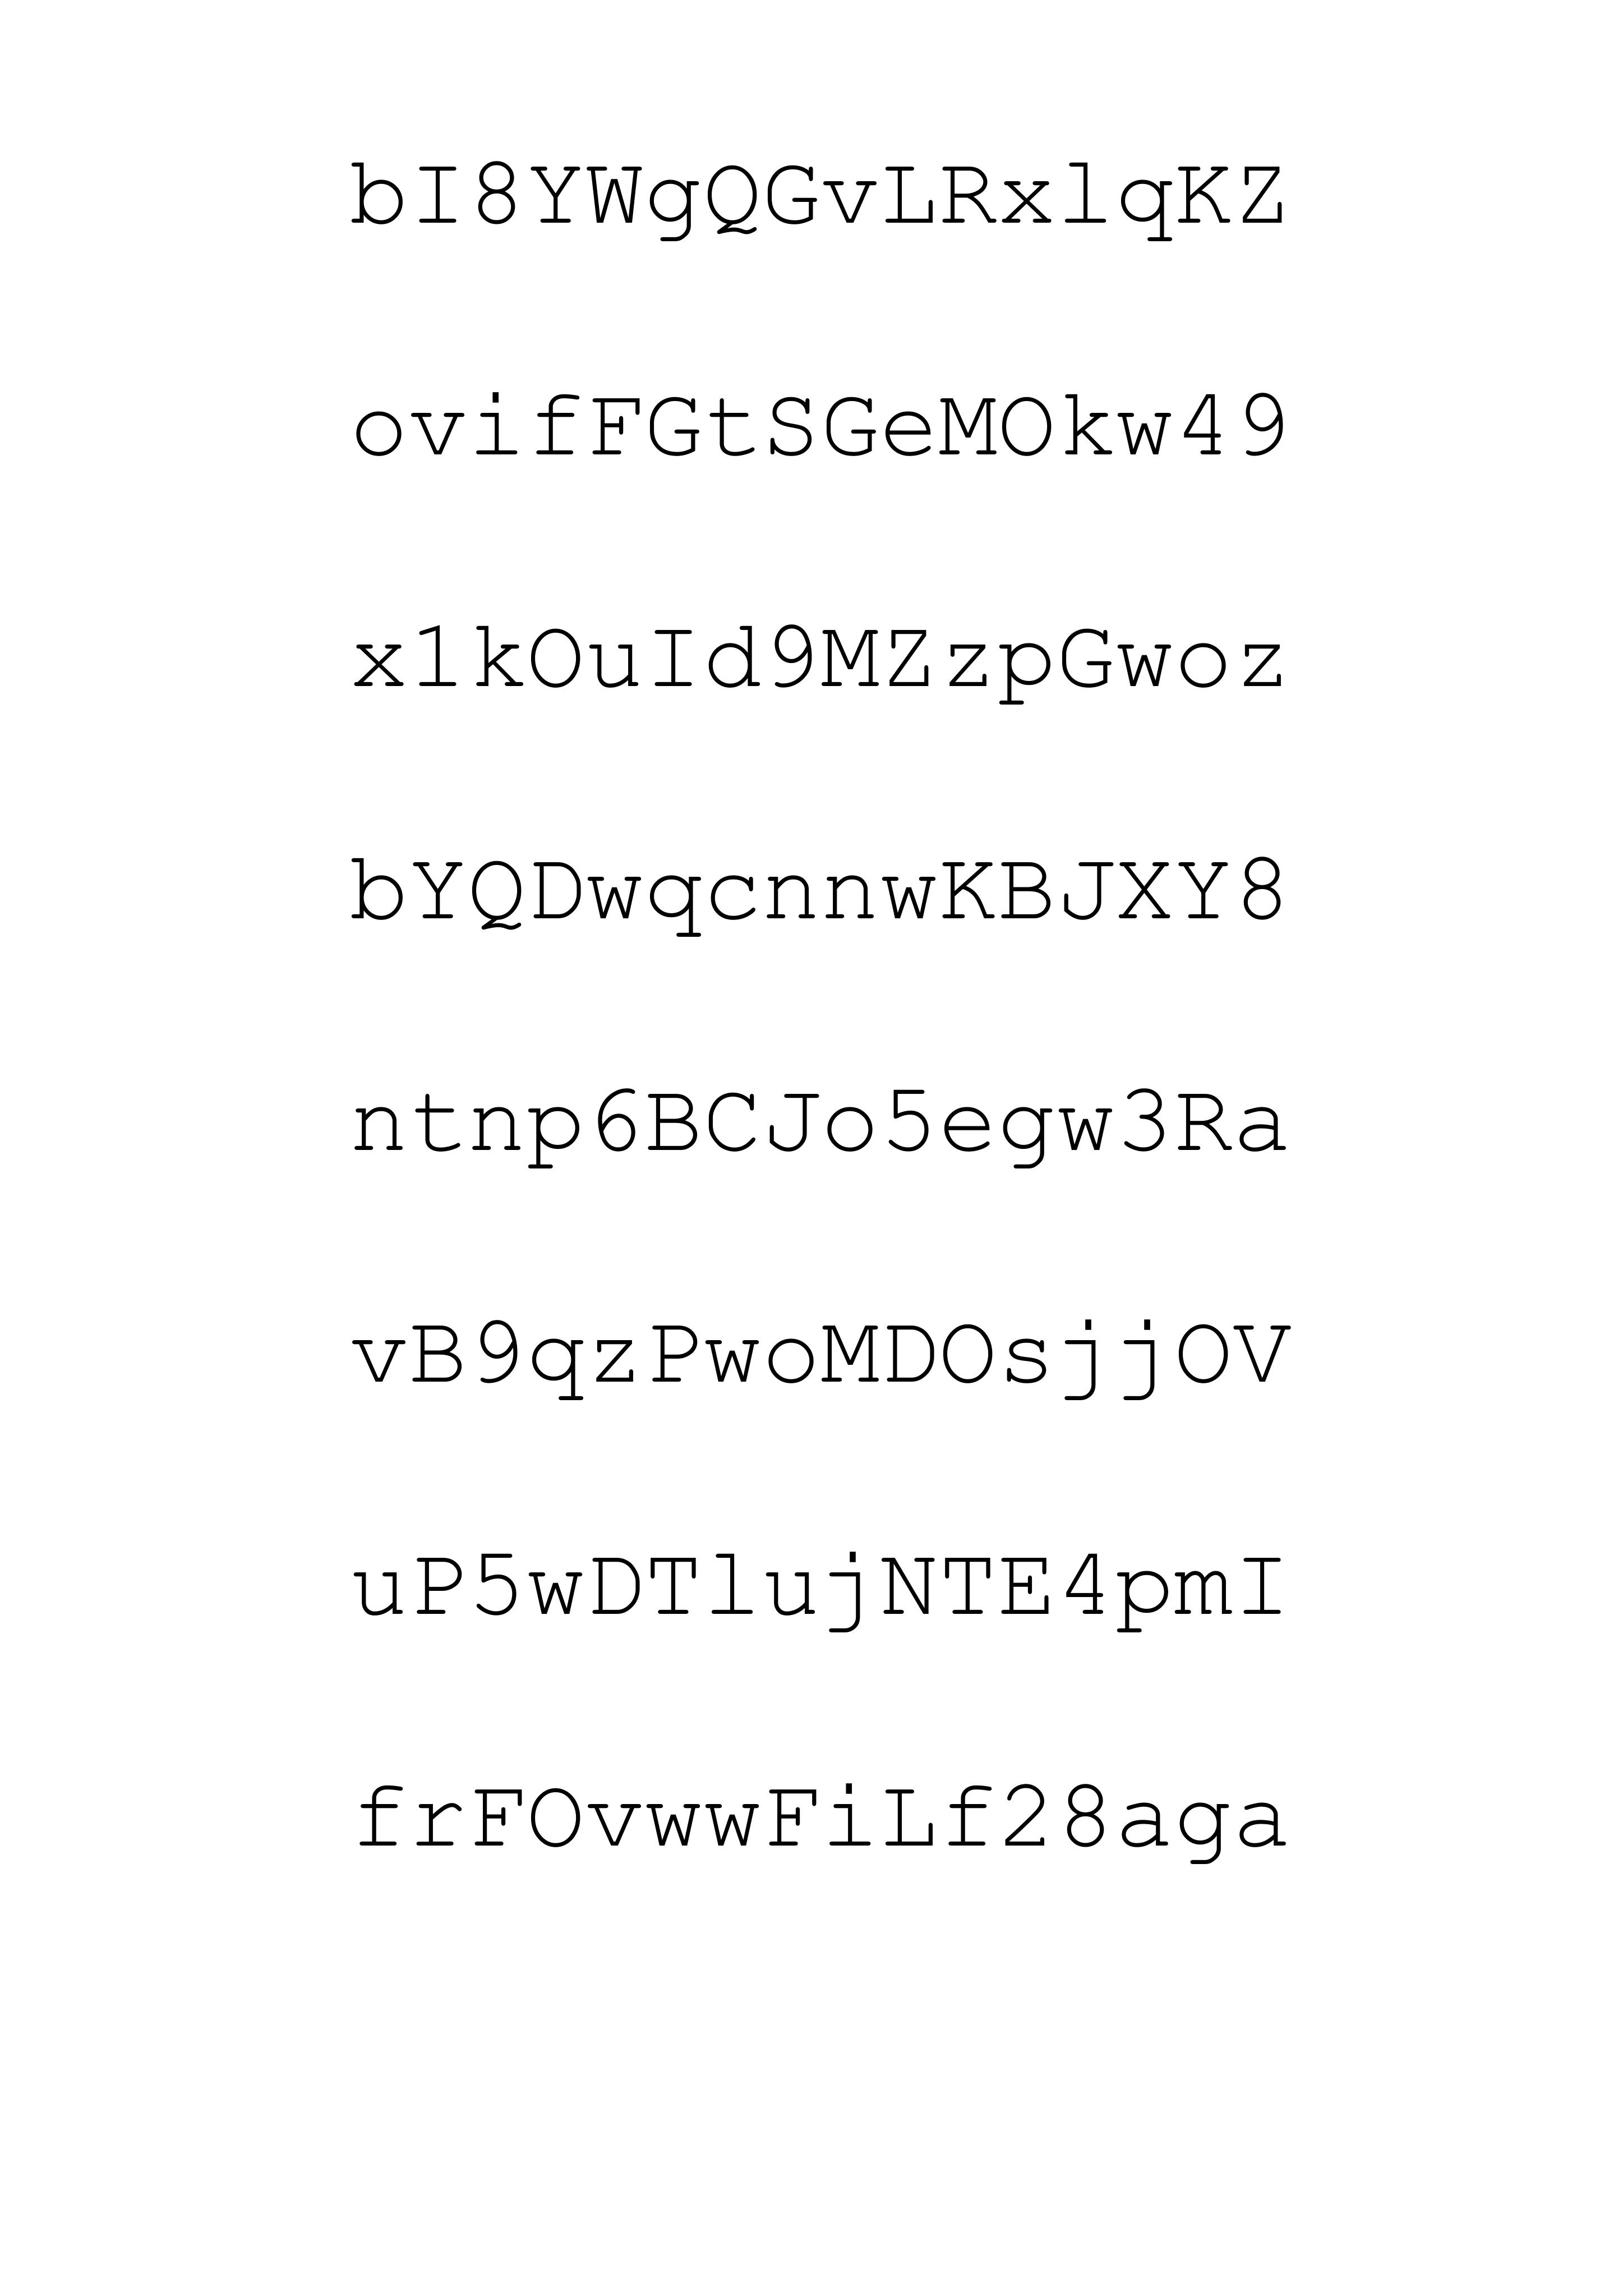 bI8YWgQGvLRxlqKZ
ovifFGtSGeMOkw49
x1kOuId9MZzpGwoz
bYQDwqcnnwKBJXY8
ntnp6BCJo5egw3Ra
vB9qzPwoMDOsjjOV
uP5wDTlujNTE4pmI
frFOvwwFiLf28aga